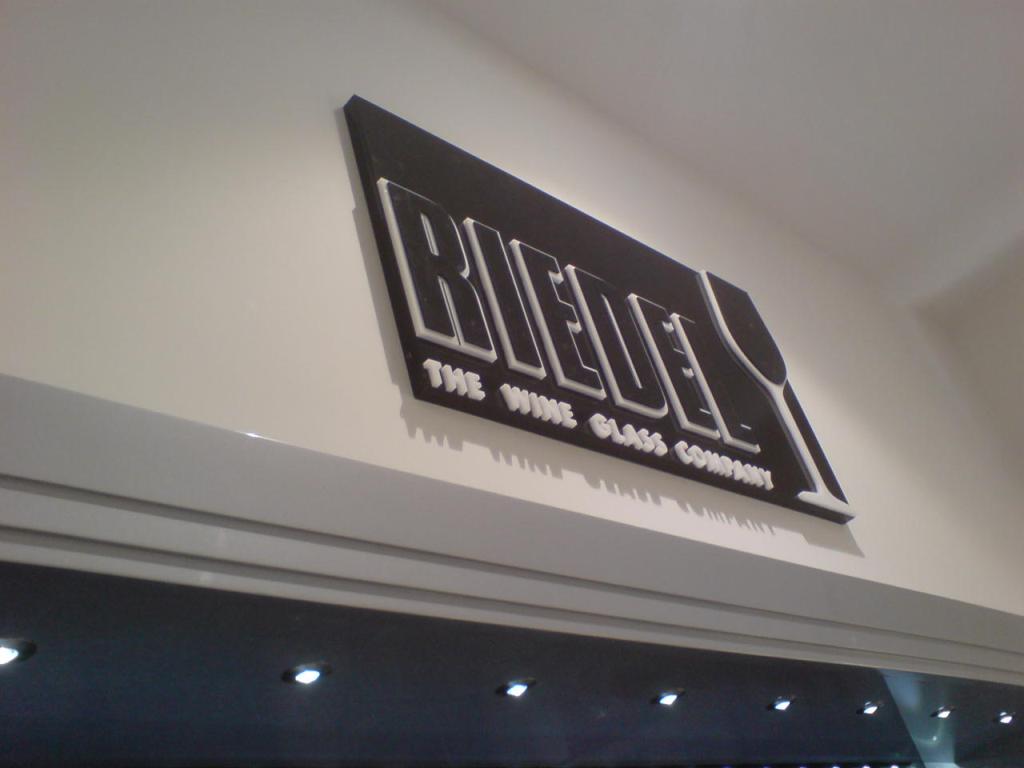 RIEDEL
THE WINE GLASS COMPANY